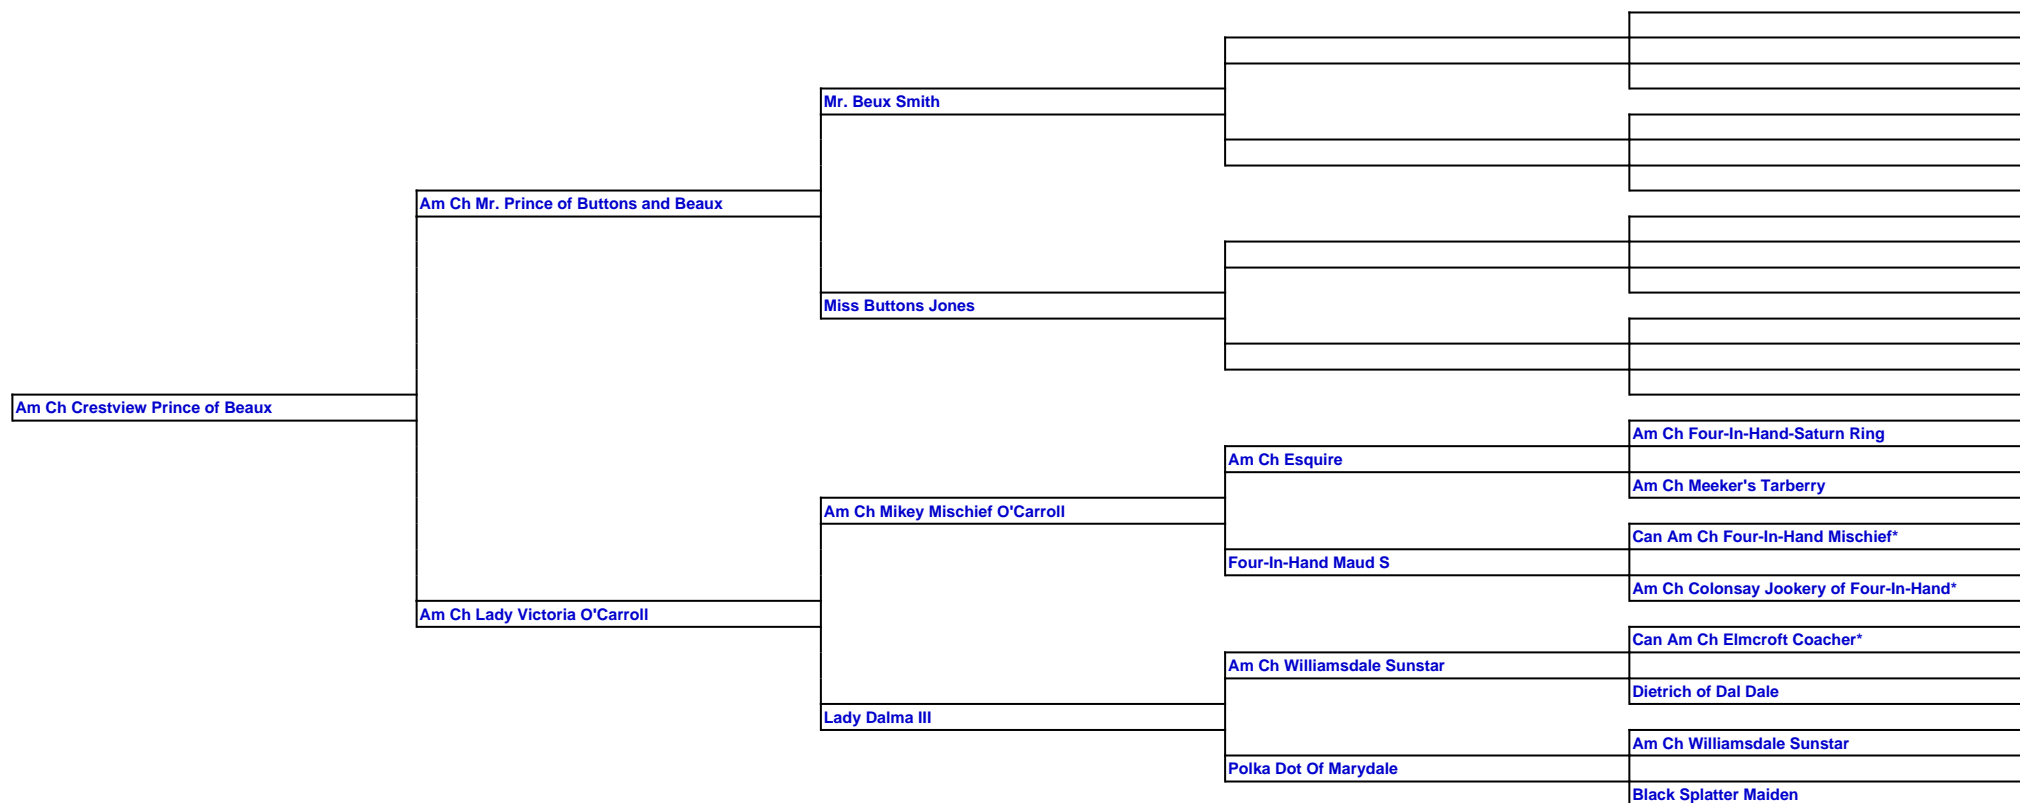 Mr. Beux Smith
Am Ch Mr. Prince of Buttons and Beaux
Miss Buttons Jones
Am Ch Crestview Prince of Beaux
Am Ch Four-In-Hand-Saturn Ring
Am Ch Esquire
Am Ch Meeker's Tarberry
Am Ch Mikey Mischief O'Carroll
Can Am Ch Four-In-Hand Mischief*
Four-In-Hand Maud S
Am Ch Colonsay Jookery of Four-In-Hand*
Am Ch Lady Victoria O'Carroll
Can Am Ch Elmcroft Coacher*
Am Ch Williamsdale Sunstar
Dietrich of Dal Dale
Lady Dalma III
Am Ch Williamsdale Sunstar
Polka Dot Of Marydale
Black Splatter Maiden